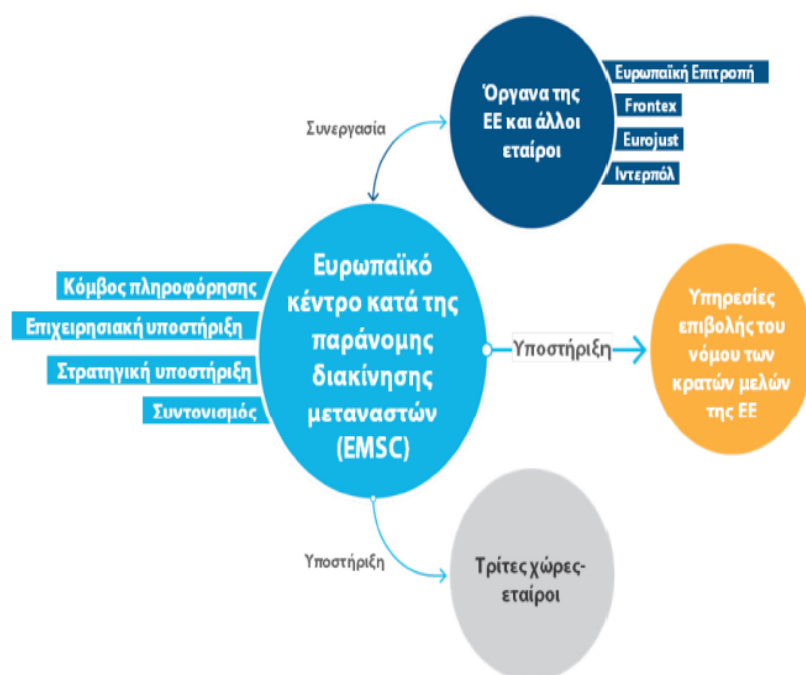 Όργανα της
ΕΕ και άλλοι
εταίροι
Ευρωπαϊκή Επιτροπή
Frontex
Eurojust
Ιντερπόλ
Συνεργασία
Ευρωπαϊκό
κέντρο κατά της
παράνομης
διακίνησης
μεταναστών
(EMSC)
Κόμβος πληροφόρησης
Επιχειρησιακή υποστήριξη
Στρατηγική υποστήριξη
Συντονισμός
Υποστήριξη
Υπηρεσίες
επιβολής του
νόμου των
κρατών μελών
της ΕΕ
Υποστήριξη
Τρίτες χώρες-
εταίροι